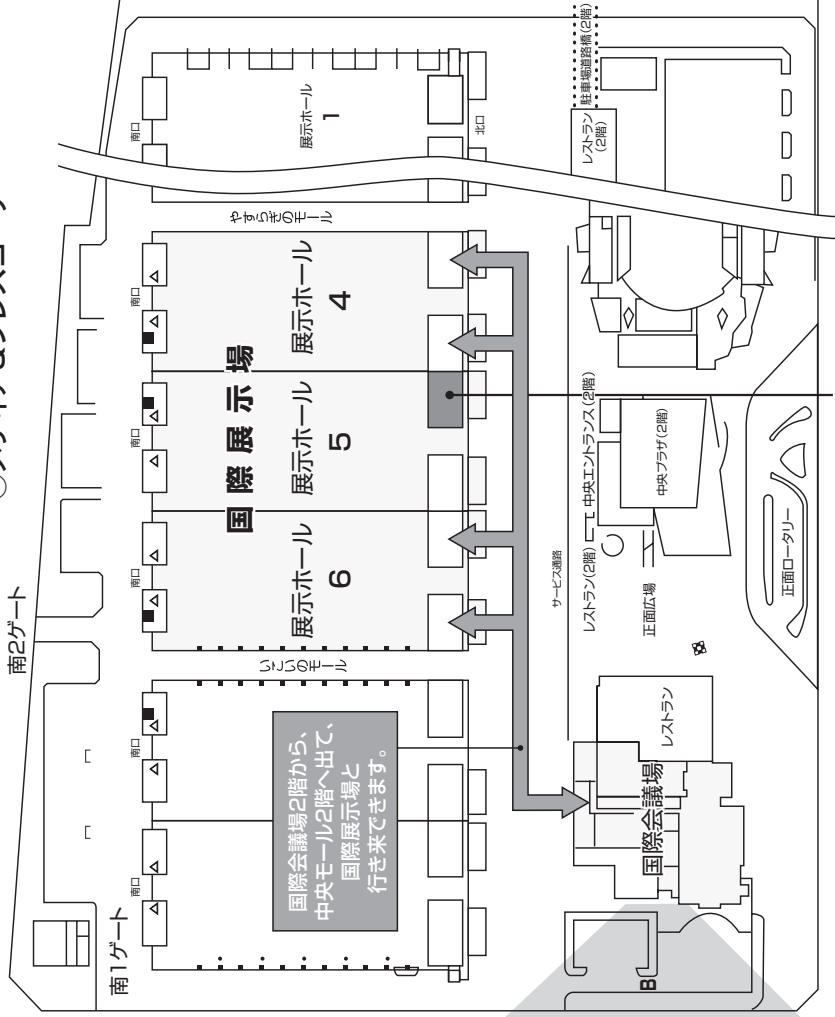 南2ゲート
南1ゲート
南口
南口
南口
南口
南口
南口
展示ホール
1
北口
やすらぎのモール
国際展示場
展示ホール
4
展示ホール
5
展示ホール
6
いこいのモール
国際会議場2階から、
中央モール2階へ出て、
国際展示場と
行き来できます。
駐車場道路橋(2階)
レストラン
(2階)
サービス通路
レストラン(2階)
中央エントランス(2階)
中央プラザ(2階)
正面広場
正面ロータリー
レストラン
国際会議場
B